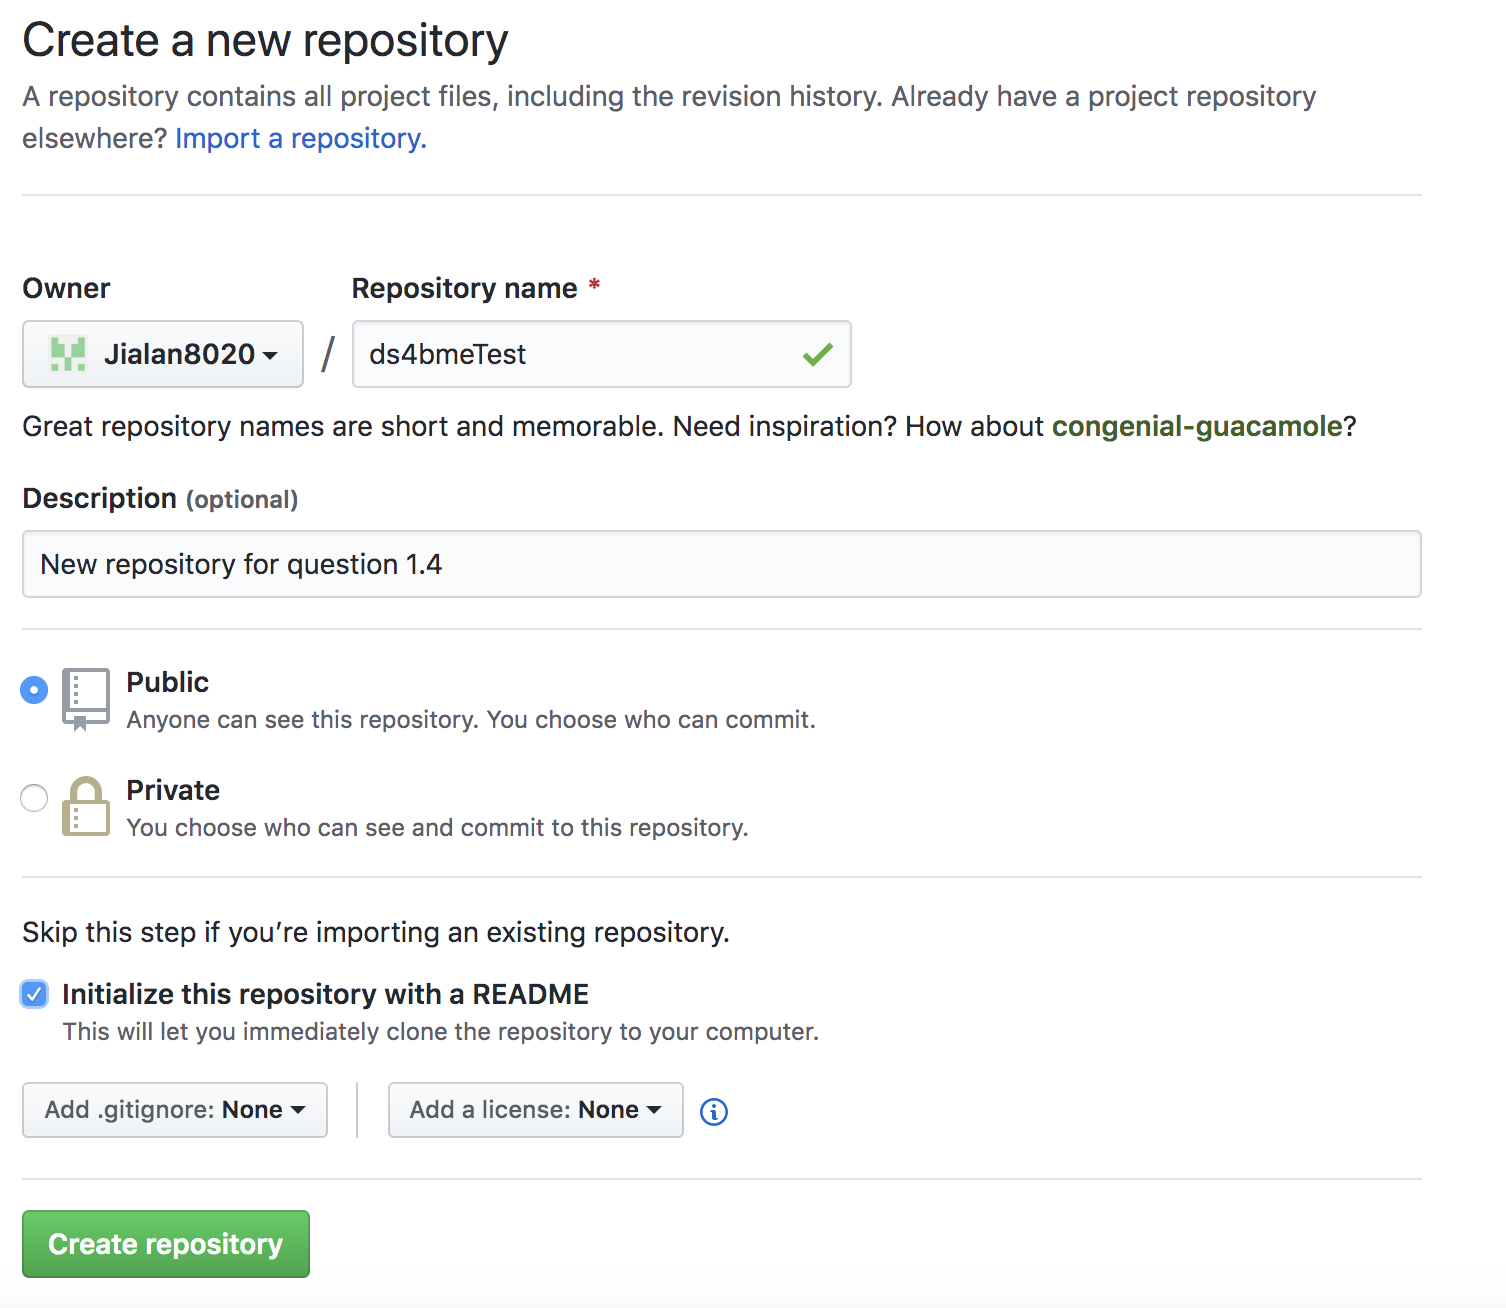 Create a new repository
A repository contains all project files, including the revision history. Already have a project repository
elsewhere? Import a repository.
Owner
Repository name *
Jialan8020
/
ds4bmeTest
Great repository names are short and memorable. Need inspiration? How about congenial-guacamole?
Description (optional)
New repository for question 1.4
Public
Anyone can see this repository. You choose who can commit.
Private
You choose who can see and commit to this repository.
Skip this step if you’re importing an existing repository.
Initialize this repository with a README
This will let you immediately clone the repository to your computer.
Add .gitignore: None
Add a license: None
Create repository